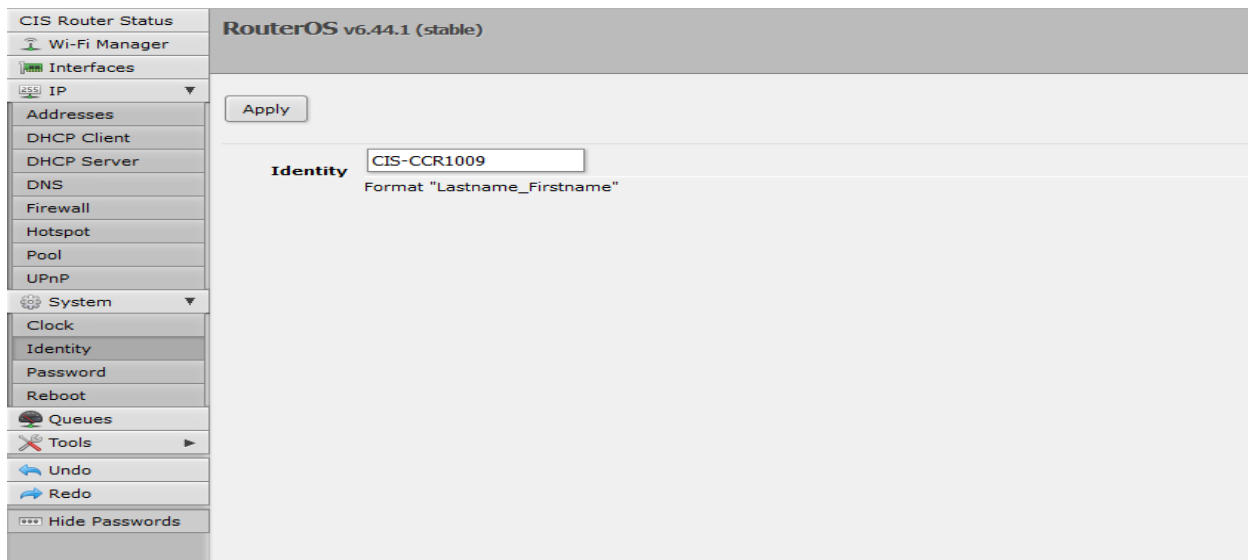 CIS Router Status
Wi-Fi Manager
Interfaces
255 IP ▼
Addresses
DHCP Client
DHCP Server
DNS
Firewall
Hotspot
Pool
UPnP
System ▼
Clock
Identity
Password
Reboot
Queues
Tools ►
Undo
Redo
Hide Passwords
RouterOS v6.44.1 (stable)
Apply
Identity CIS-CCR1009
Format "Lastname_Firstname"